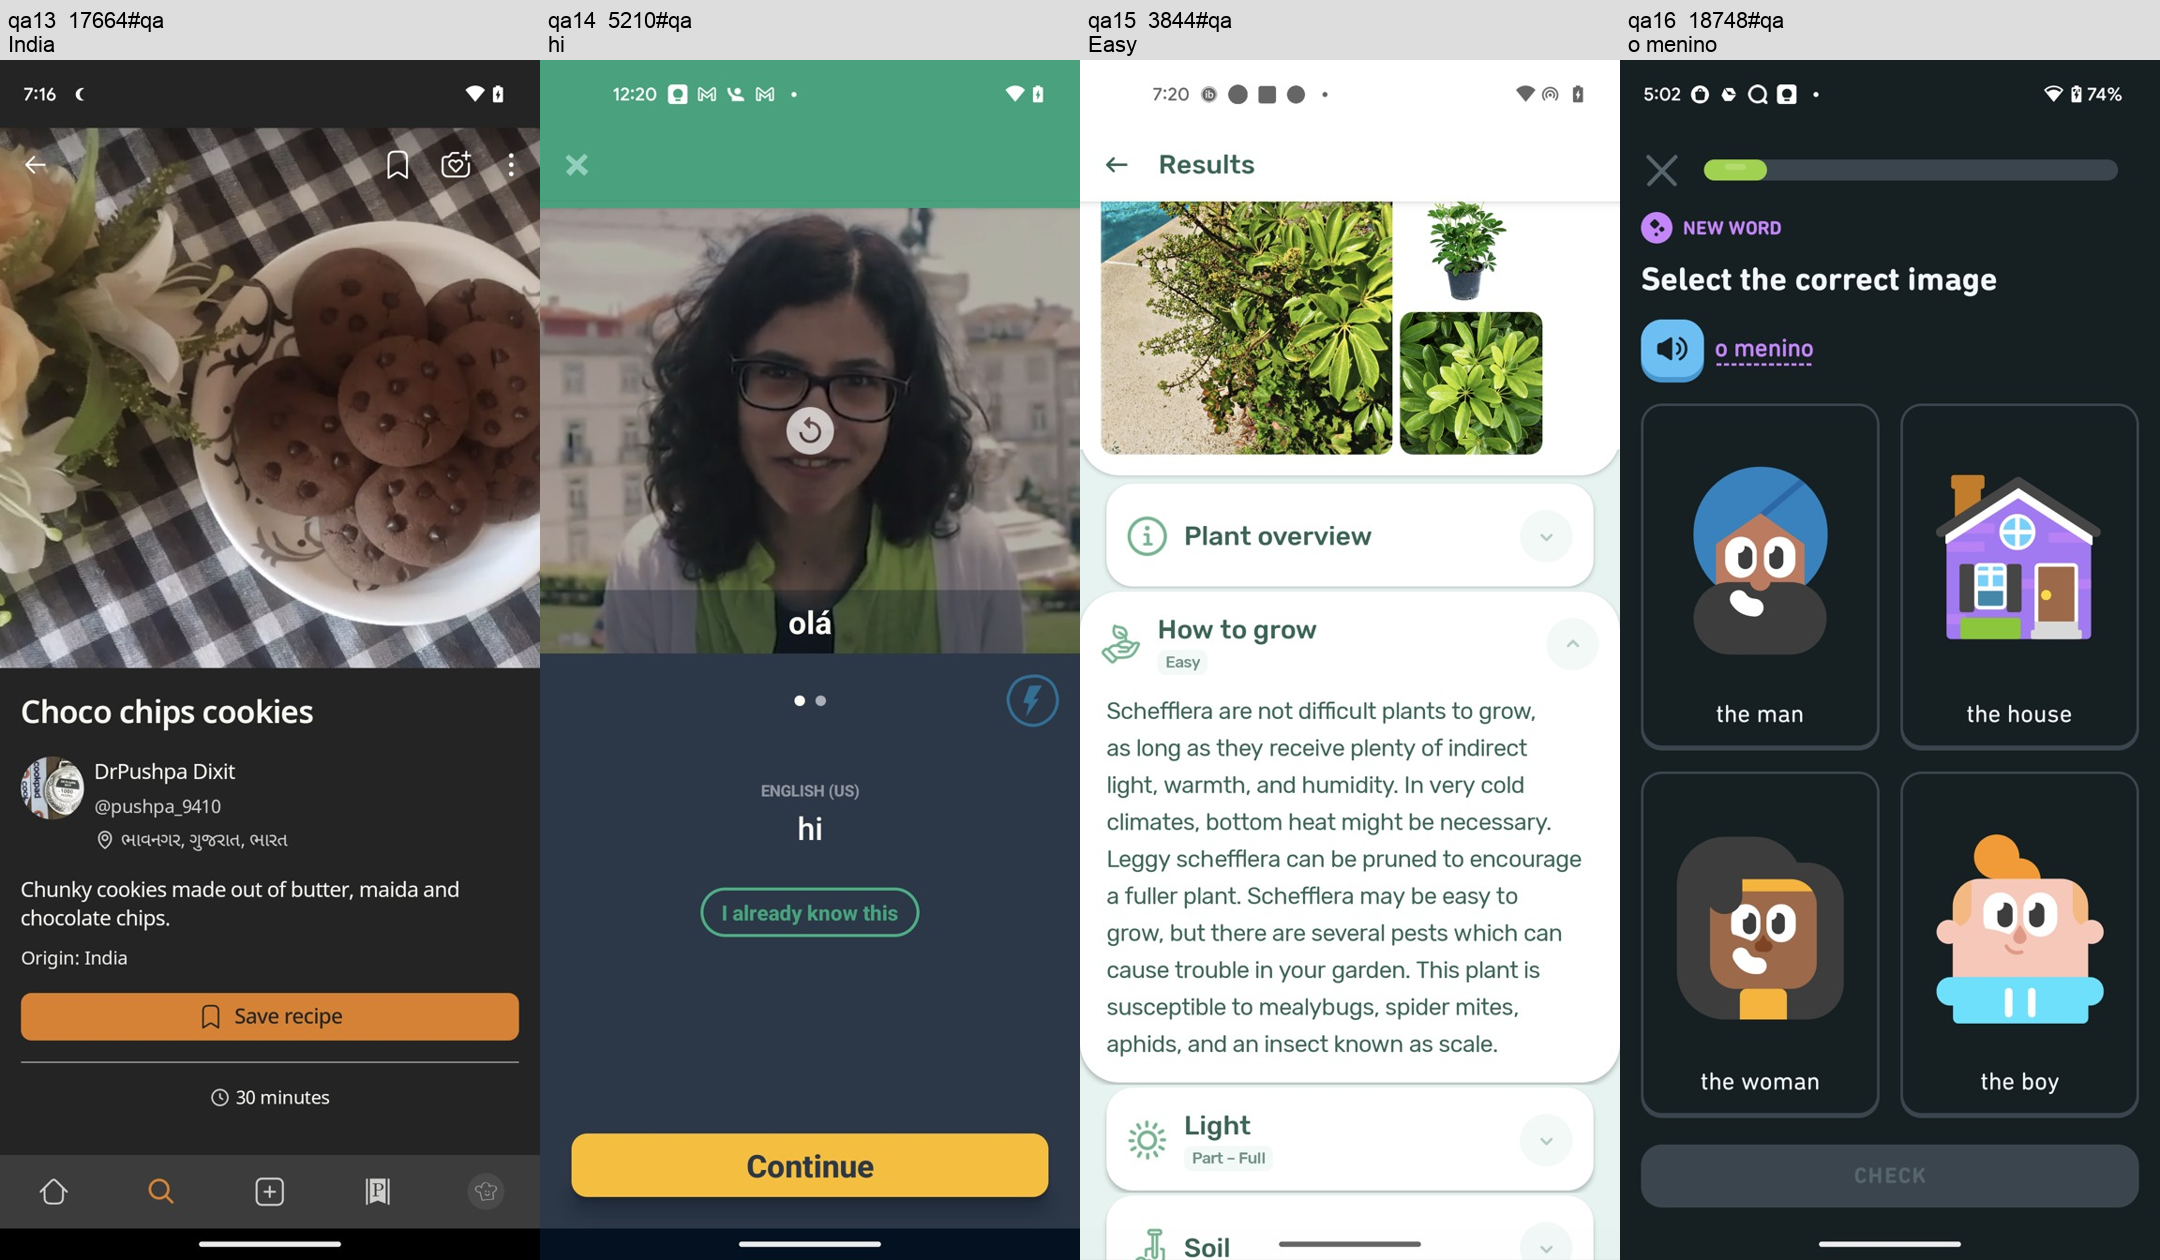 qa13 17664#qa
India
7:16
Choco chips cookies
DrPushpa Dixit
@pushpa_9410
ભાવનગર, ગુજરાત, ભારત
Chunky cookies made out of butter, maida and
chocolate chips.
Origin: India
Save recipe
30 minutes
qa14 5210#qa
hi
12:20
olá
ENGLISH (US)
hi
I already know this
Continue
qa15 3844#qa
Easy
7:20
Results
Plant overview
How to grow
Easy
Schefflera are not difficult plants to grow,
as long as they receive plenty of indirect
light, warmth, and humidity. In very cold
climates, bottom heat might be necessary.
Leggy schefflera can be pruned to encourage
a fuller plant. Schefflera may be easy to
grow, but there are several pests which can
cause trouble in your garden. This plant is
susceptible to mealybugs, spider mites,
aphids, and an insect known as scale.
Light
Part – Full
Soil
qa16 18748#qa
o menino
5:02
74%
NEW WORD
Select the correct image
o menino
the man
the house
the woman
the boy
CHECK